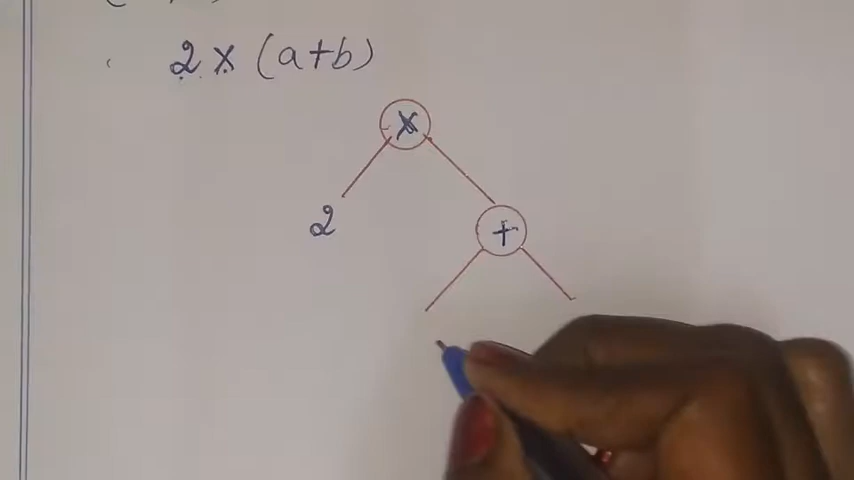 2 × (a+b)
×
2
+